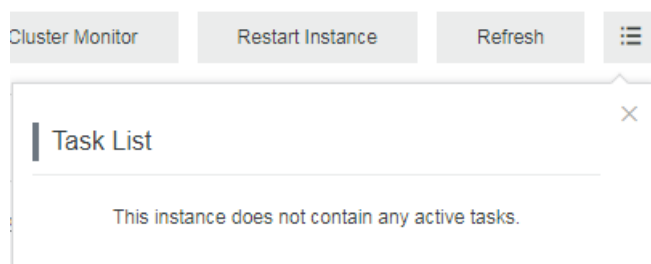 Cluster Monitor
Restart Instance
Refresh
Task List
This instance does not contain any active tasks.